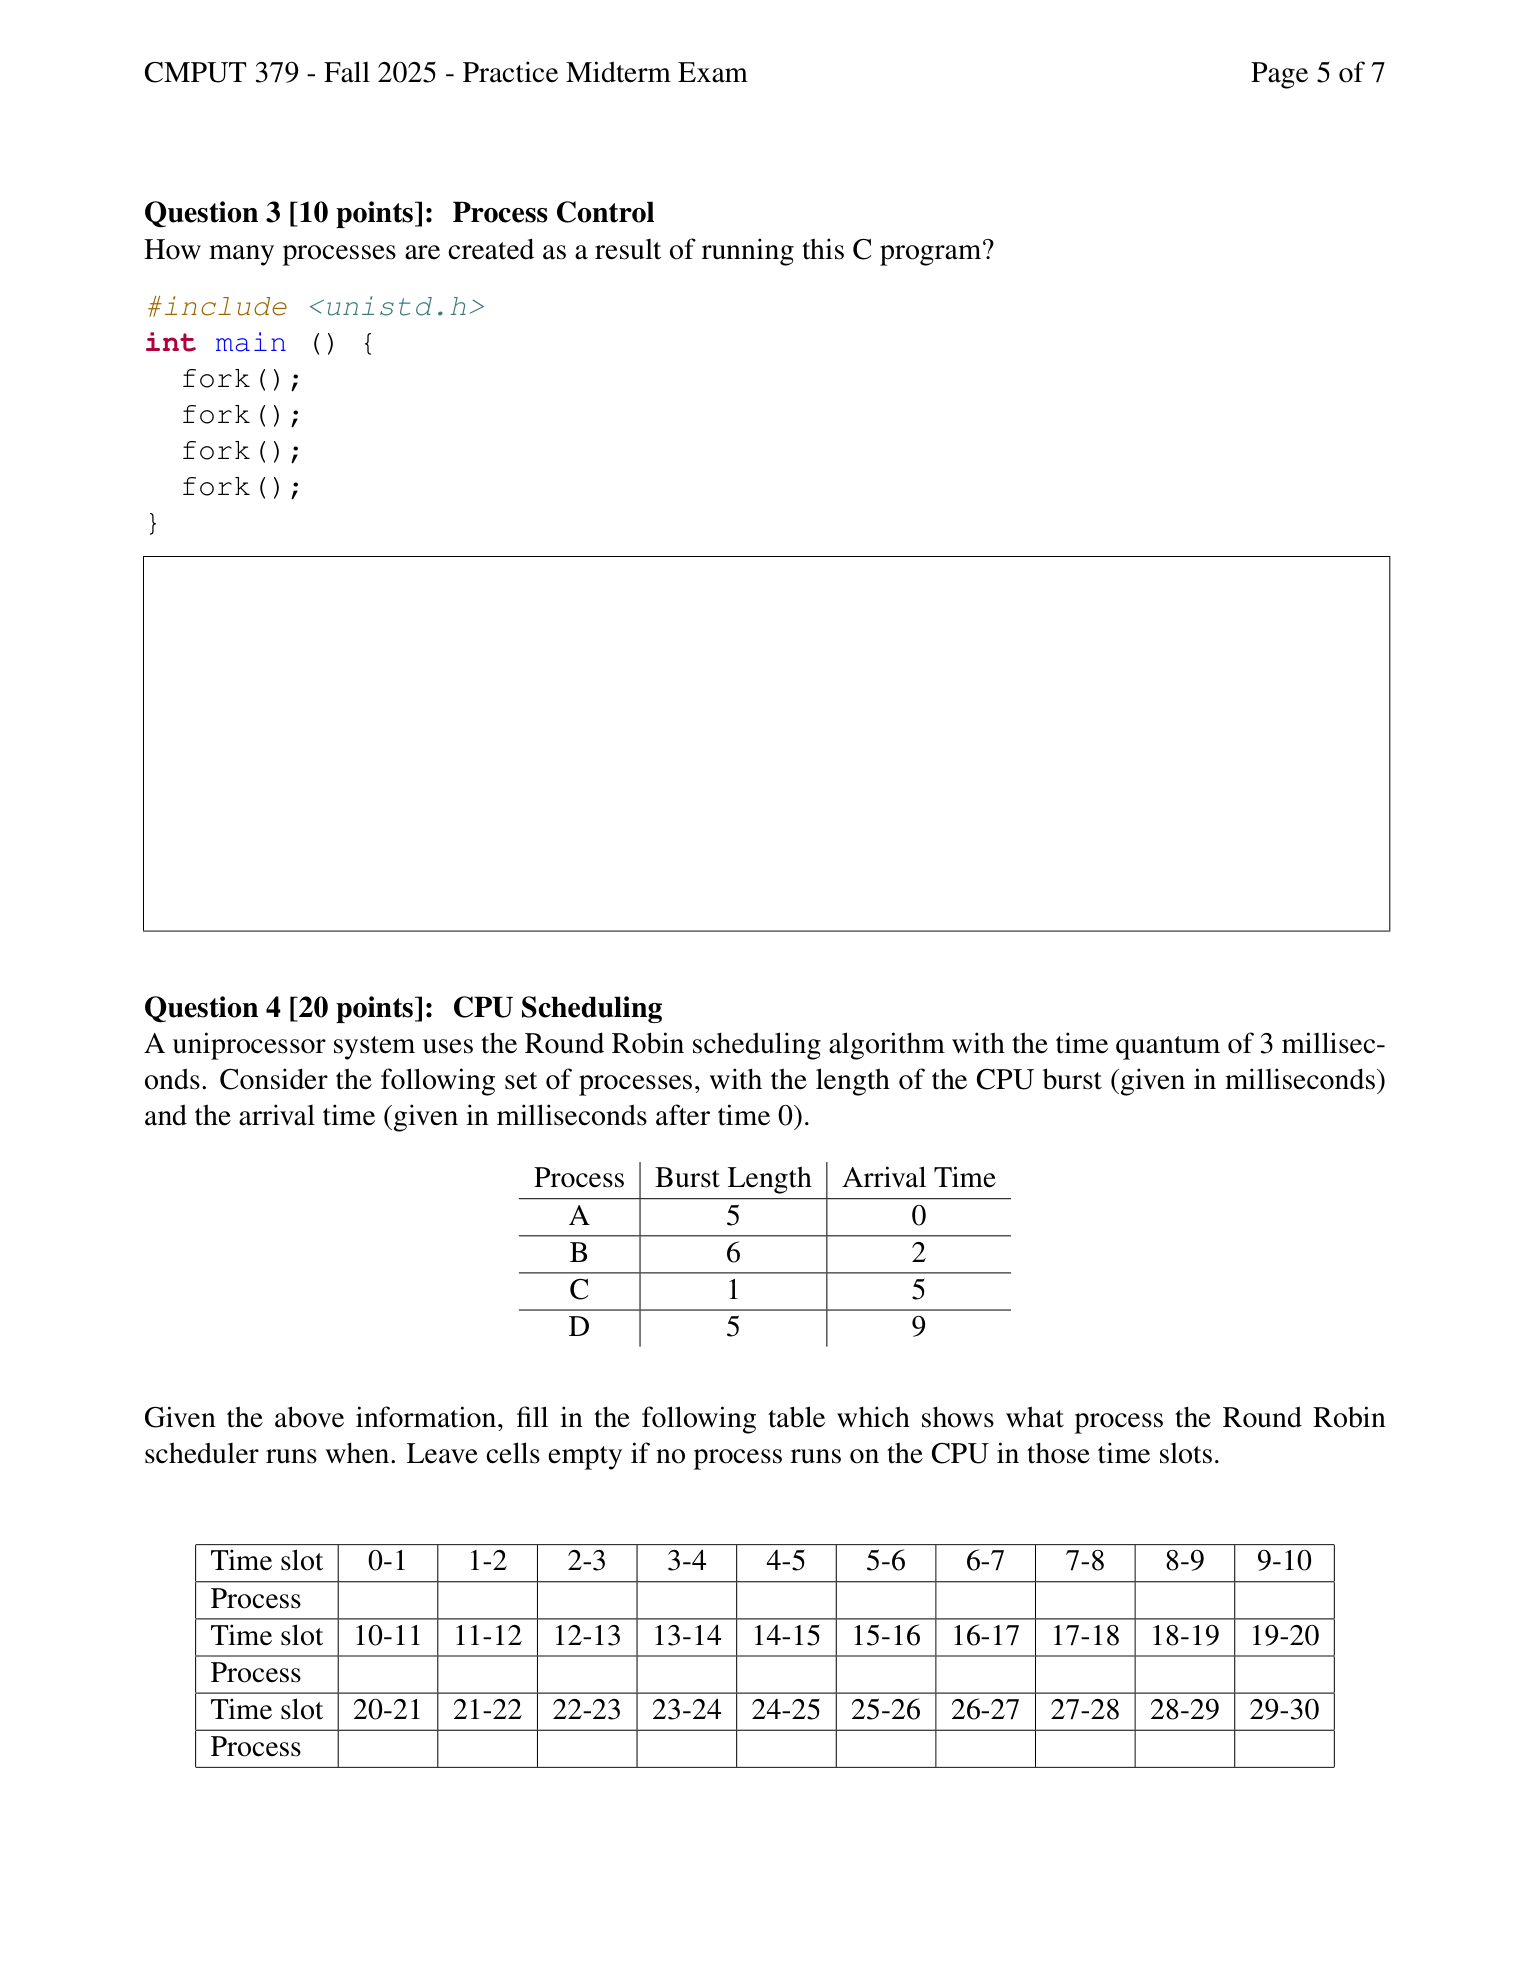 CMPUT 379 - Fall 2025 - Practice Midterm Exam Page 5 of 7
Question 3 [10 points]: Process Control
How many processes are created as a result of running this C program?
#include <unistd.h>
int main () {
fork();
fork();
fork();
fork();
}
Question 4 [20 points]: CPU Scheduling
A uniprocessor system uses the Round Robin scheduling algorithm with the time quantum of 3 millisec-
onds. Consider the following set of processes, with the length of the CPU burst (given in milliseconds)
and the arrival time (given in milliseconds after time 0).
Process Burst Length Arrival Time
A 5 0
B 6 2
C 1 5
D 5 9
Given the above information, fill in the following table which shows what process the Round Robin
scheduler runs when. Leave cells empty if no process runs on the CPU in those time slots.
Time slot 0-1 1-2 2-3 3-4 4-5 5-6 6-7 7-8 8-9 9-10
Process
Time slot 10-11 11-12 12-13 13-14 14-15 15-16 16-17 17-18 18-19 19-20
Process
Time slot 20-21 21-22 22-23 23-24 24-25 25-26 26-27 27-28 28-29 29-30
Process